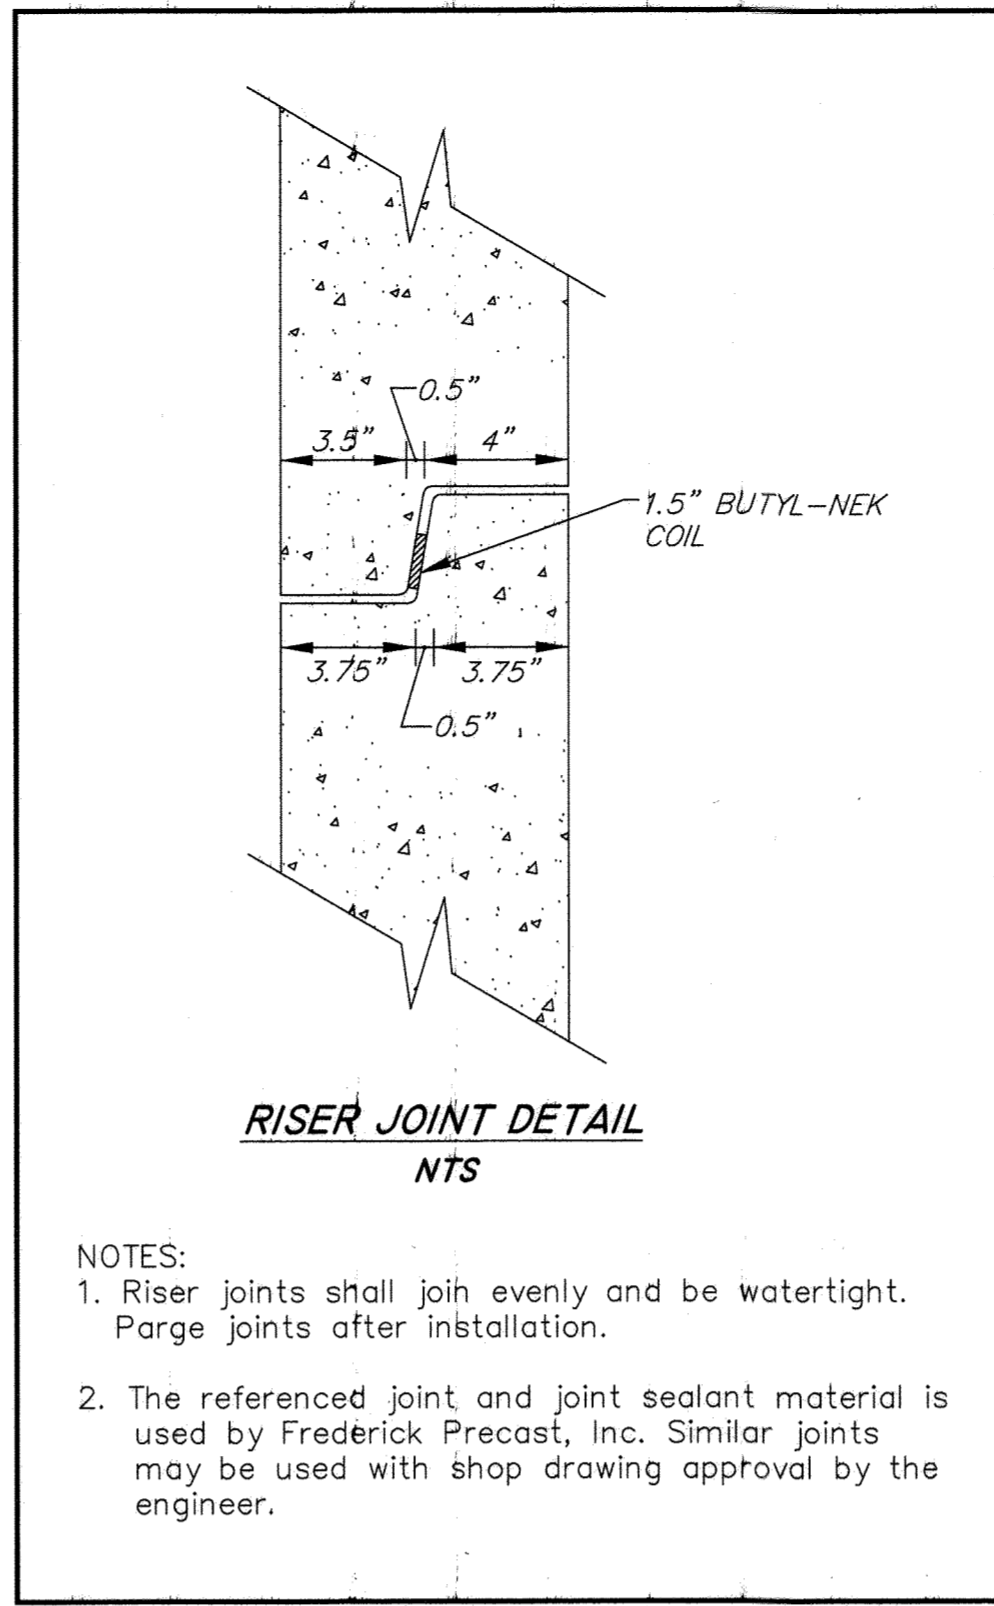 0.5"
3.5"
4"
1.5" BUTYL-NEK
COIL
3.75"
3.75"
0.5"
RISER JOINT DETAIL
NTS
NOTES:
1. Riser joints shall join evenly and be watertight.
Parge joints after installation.
2. The referenced joint and joint sealant material is
used by Frederick Precast, Inc. Similar joints
may be used with shop drawing approval by the
engineer.